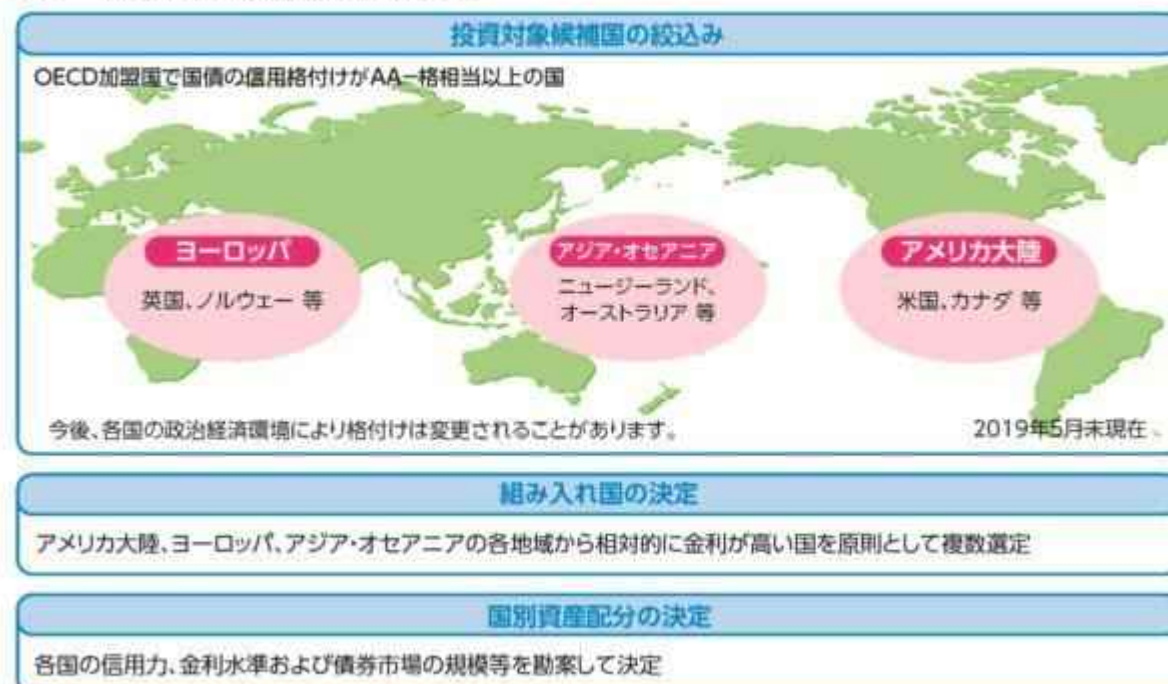 投資対象候補国の絞込み
OECD加盟国で国債の信用格付けがAA−格相当以上の国
ヨーロッパ
英国、ノルウェー 等
アジア・オセアニア
ニュージーランド、
オーストラリア 等
アメリカ大陸
米国、カナダ 等
今後、各国の政治経済環境により格付けは変更されることがあります。
2019年5月末現在
組み入れ国の決定
アメリカ大陸、ヨーロッパ、アジア・オセアニアの各地域から相対的に金利が高い国を原則として複数選定
国別資産配分の決定
各国の信用力、金利水準および債券市場の規模等を勘案して決定